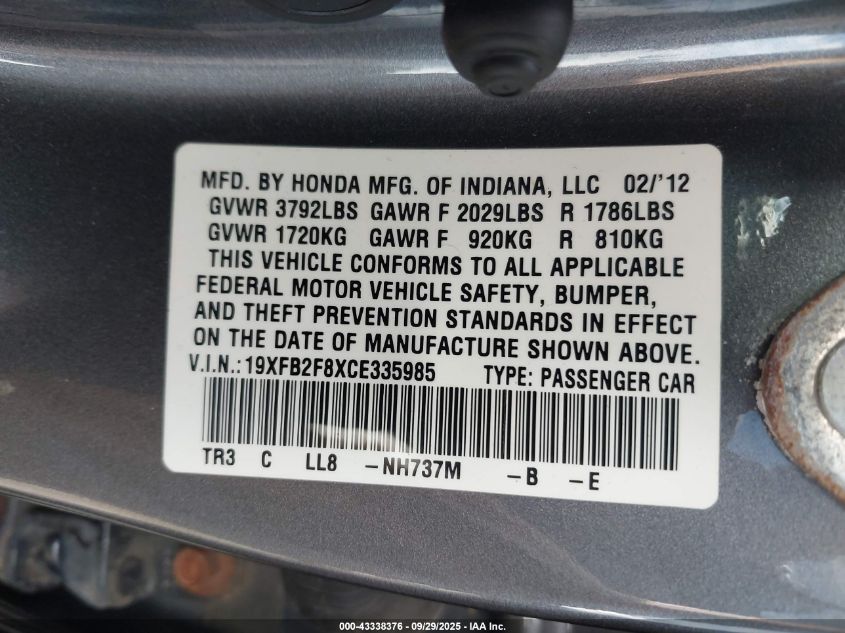 MFD. BY HONDA MFG. OF INDIANA, LLC 02/'12
GVWR 3792LBS GAWR F 2029LBS R 1786LBS
GVWR 1720KG GAWR F 920KG R 810KG
THIS VEHICLE CONFORMS TO ALL APPLICABLE
FEDERAL MOTOR VEHICLE SAFETY, BUMPER,
AND THEFT PREVENTION STANDARDS IN EFFECT
ON THE DATE OF MANUFACTURE SHOWN ABOVE.
V.I.N.:19XFB2F8XCE335985 TYPE: PASSENGER CAR
TR3 C LL8 -NH737M -B -E
000-43338376 - 09/29/2025 - IAA Inc.